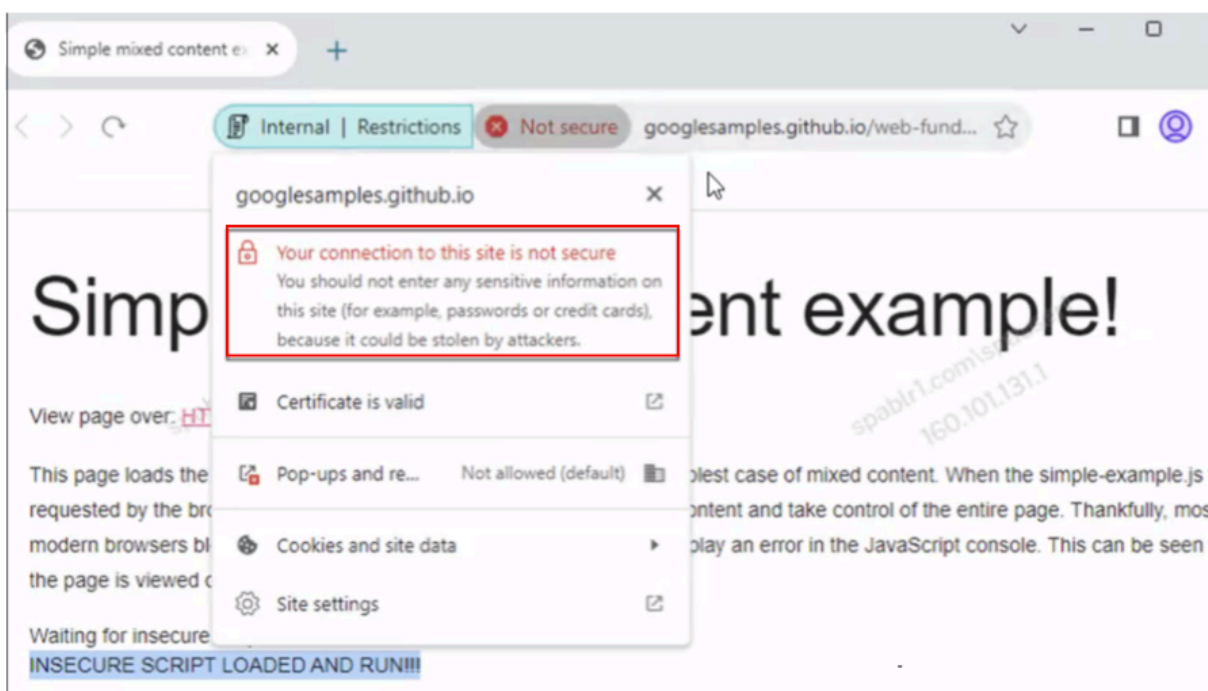 Simple mixed content ex
Internal | Restrictions Not secure googlesamples.github.io/web-fund...
googlesamples.github.io
Your connection to this site is not secure
You should not enter any sensitive information on
this site (for example, passwords or credit cards),
because it could be stolen by attackers.
Simp ent example!
Certificate is valid
View page over: HT
Pop-ups and re... Not allowed (default)
This page loads the plest case of mixed content. When the simple-example.js
requested by the bro ontent and take control of the entire page. Thankfully, mos
Cookies and site data
modern browsers bl play an error in the JavaScript console. This can be seen
the page is viewed o
Site settings
Waiting for insecure
INSECURE SCRIPT LOADED AND RUN!!!
160.101.131.1